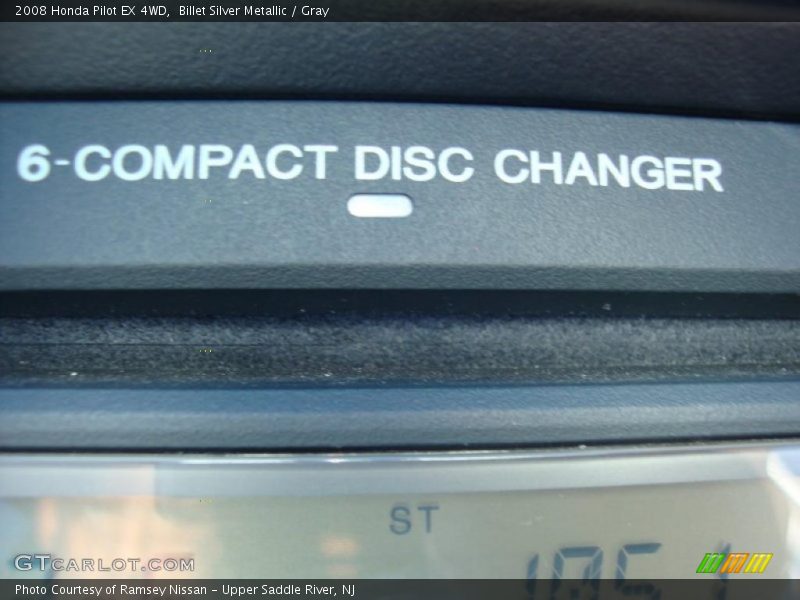 2008 Honda Pilot EX 4WD,  Billet Silver Metallic / Gray
6-COMPACT DISC CHANGER
ST
GTCARLOT.COM
Photo Courtesy of Ramsey Nissan - Upper Saddle River, NJ